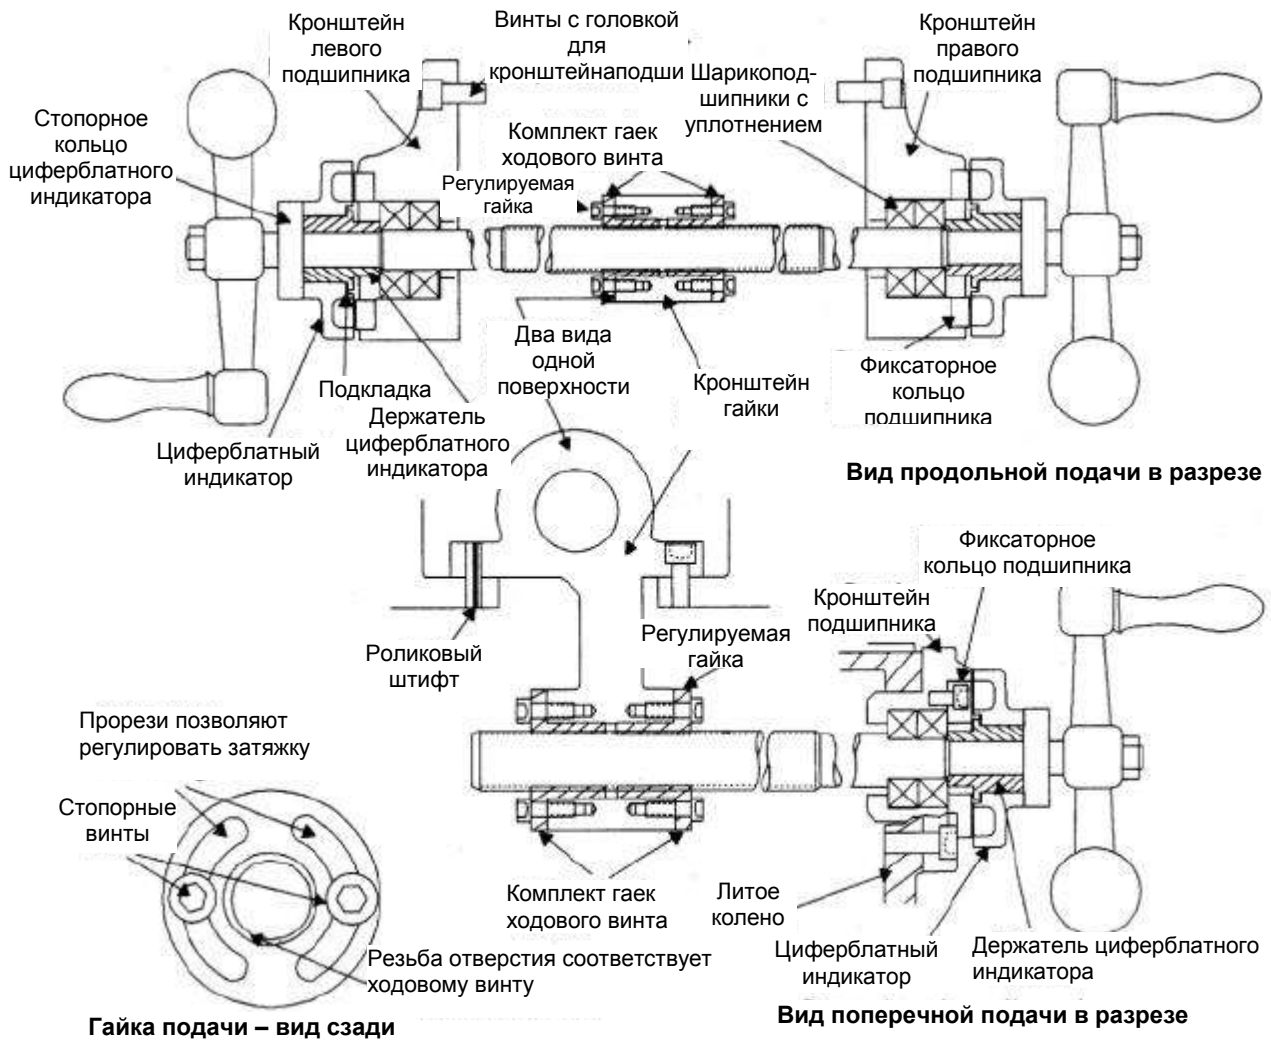 Кронштейн
левого
подшипника
Винты с головкой
для
кронштейнаподши
Кронштейн
правого
подшипника
Шарикопод-
шипники с
уплотнением
Стопорное
кольцо
циферблатного
индикатора
Комплект гаек
ходового винта
Регулируемая
гайка
Два вида
одной
поверхности
Кронштейн
гайки
Фиксаторное
кольцо
подшипника
Подкладка
Держатель
циферблатного
индикатора
Циферблатный
индикатор
Вид продольной подачи в разрезе
Фиксаторное
кольцо подшипника
Кронштейн
подшипника
Роликовый
штифт
Регулируемая
гайка
Прорези позволяют
регулировать затяжку
Стопорные
винты
Комплект гаек
ходового винта
Литое
колено
Циферблатный
индикатор
Держатель циферблатного
индикатора
Резьба отверстия соответствует
ходовому винту
Гайка подачи – вид сзади
Вид поперечной подачи в разрезе